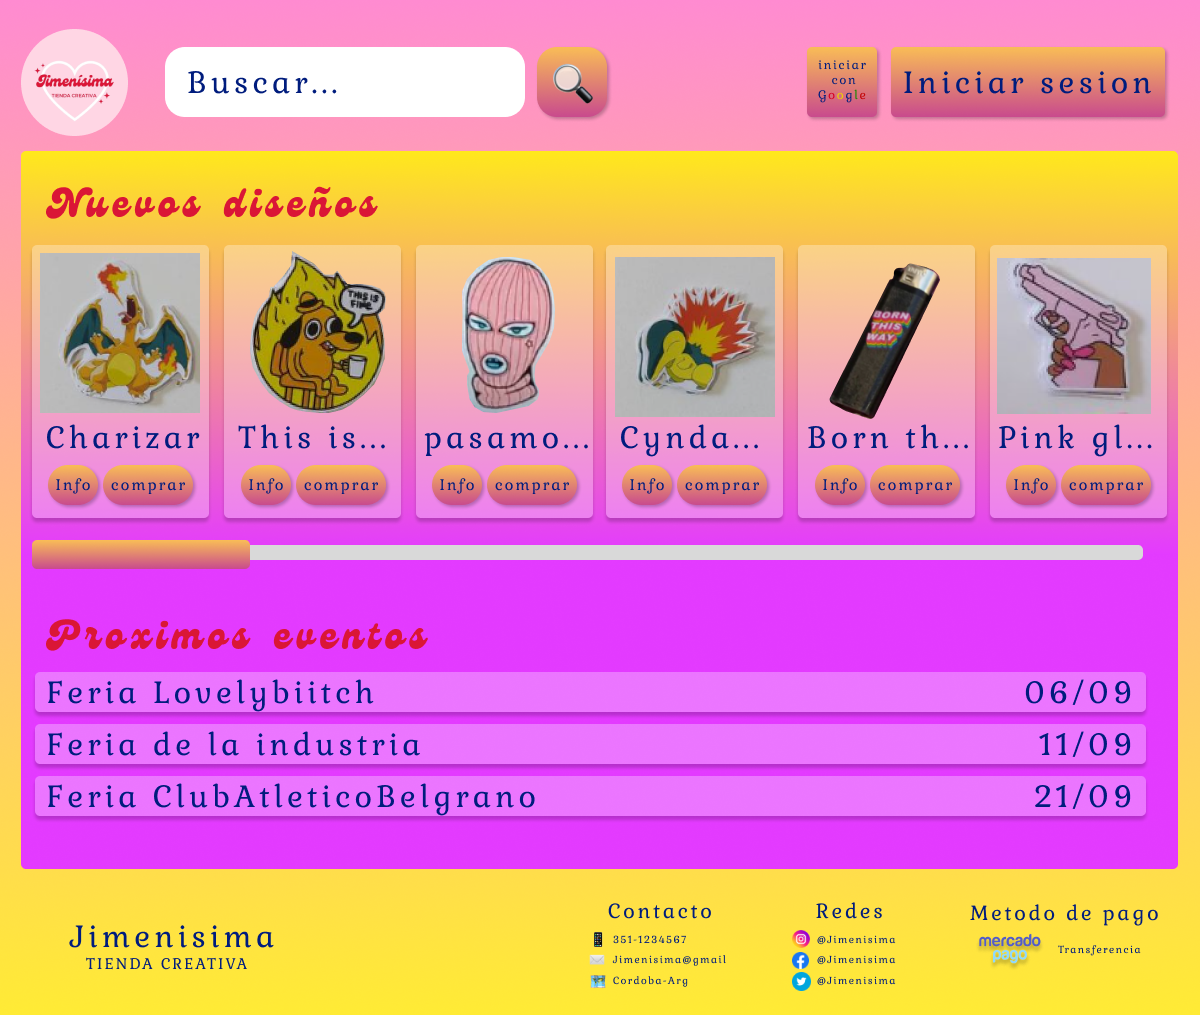 Jimenísima
TIENDA CREATIVA
Buscar...
iniciar
con
Google
Iniciar sesion
Nuevos diseños
THIS IS
FINE
BORN
THIS
WAY
Charizar
This is...
pasamo...
Cynda...
Born th...
Pink gl...
Info
comprar
Info
comprar
Info
comprar
Info
comprar
Info
comprar
Info
comprar
Proximos eventos
Feria Lovelybiitch
06/09
Feria de la industria
11/09
Feria ClubAtleticoBelgrano
21/09
Jimenisima
TIENDA CREATIVA
Contacto
351-1234567
Jimenisima@gmail
Cordoba-Arg
Redes
@Jimenisima
@Jimenisima
@Jimenisima
Metodo de pago
mercado
pago
Transferencia